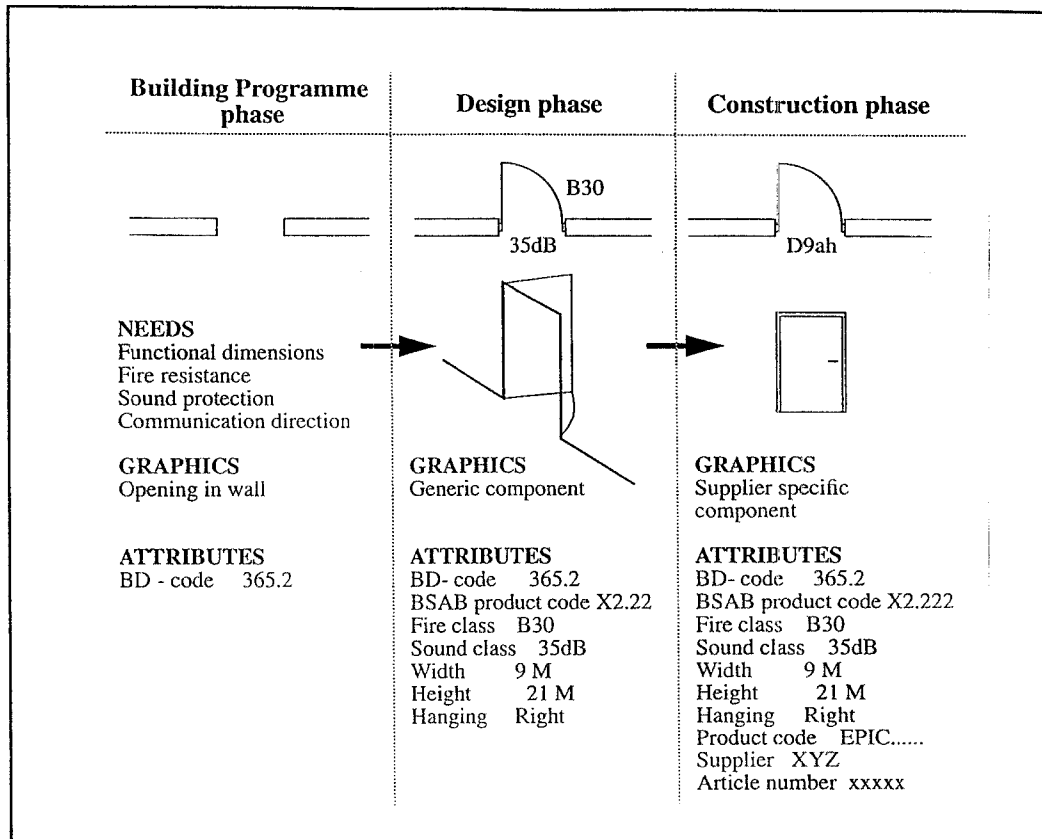 Building Programme
phase
Design phase
Construction phase
B30
35dB
D9ah
NEEDS
Functional dimensions
Fire resistance
Sound protection
Communication direction
GRAPHICS
Opening in wall
ATTRIBUTES
BD - code 365.2
GRAPHICS
Generic component
ATTRIBUTES
BD- code 365.2
BSAB product code X2.22
Fire class B30
Sound class 35dB
Width 9 M
Height 21 M
Hanging Right
GRAPHICS
Supplier specific
component
ATTRIBUTES
BD- code 365.2
BSAB product code X2.222
Fire class B30
Sound class 35dB
Width 9 M
Height 21 M
Hanging Right
Product code EPIC......
Supplier XYZ
Article number xxxxx